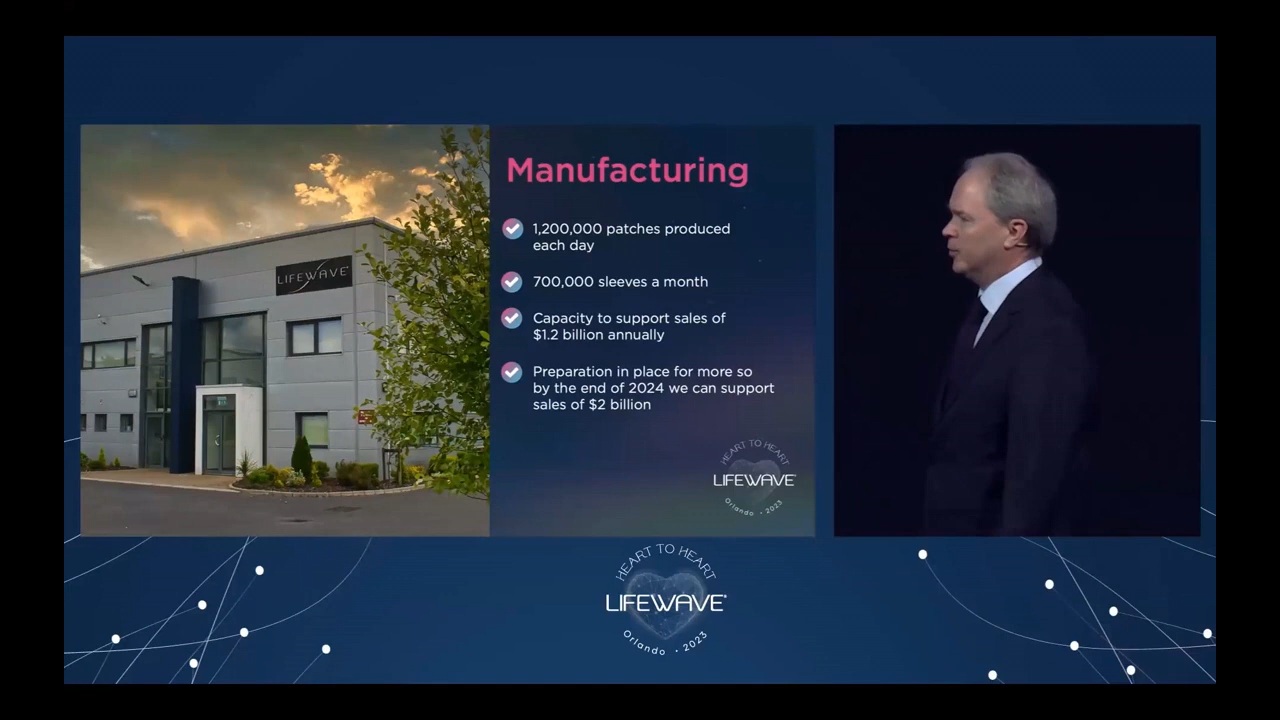 LIFEWAVE
Manufacturing
1,200,000 patches produced
each day
700,000 sleeves a month
Capacity to support sales of
$1.2 billion annually
Preparation in place for more so
by the end of 2024 we can support
sales of $2 billion
HEART TO HEART
LIFEWAVE
Orlando • 2023
HEART TO HEART
LIFEWAVE®
Orlando • 2023